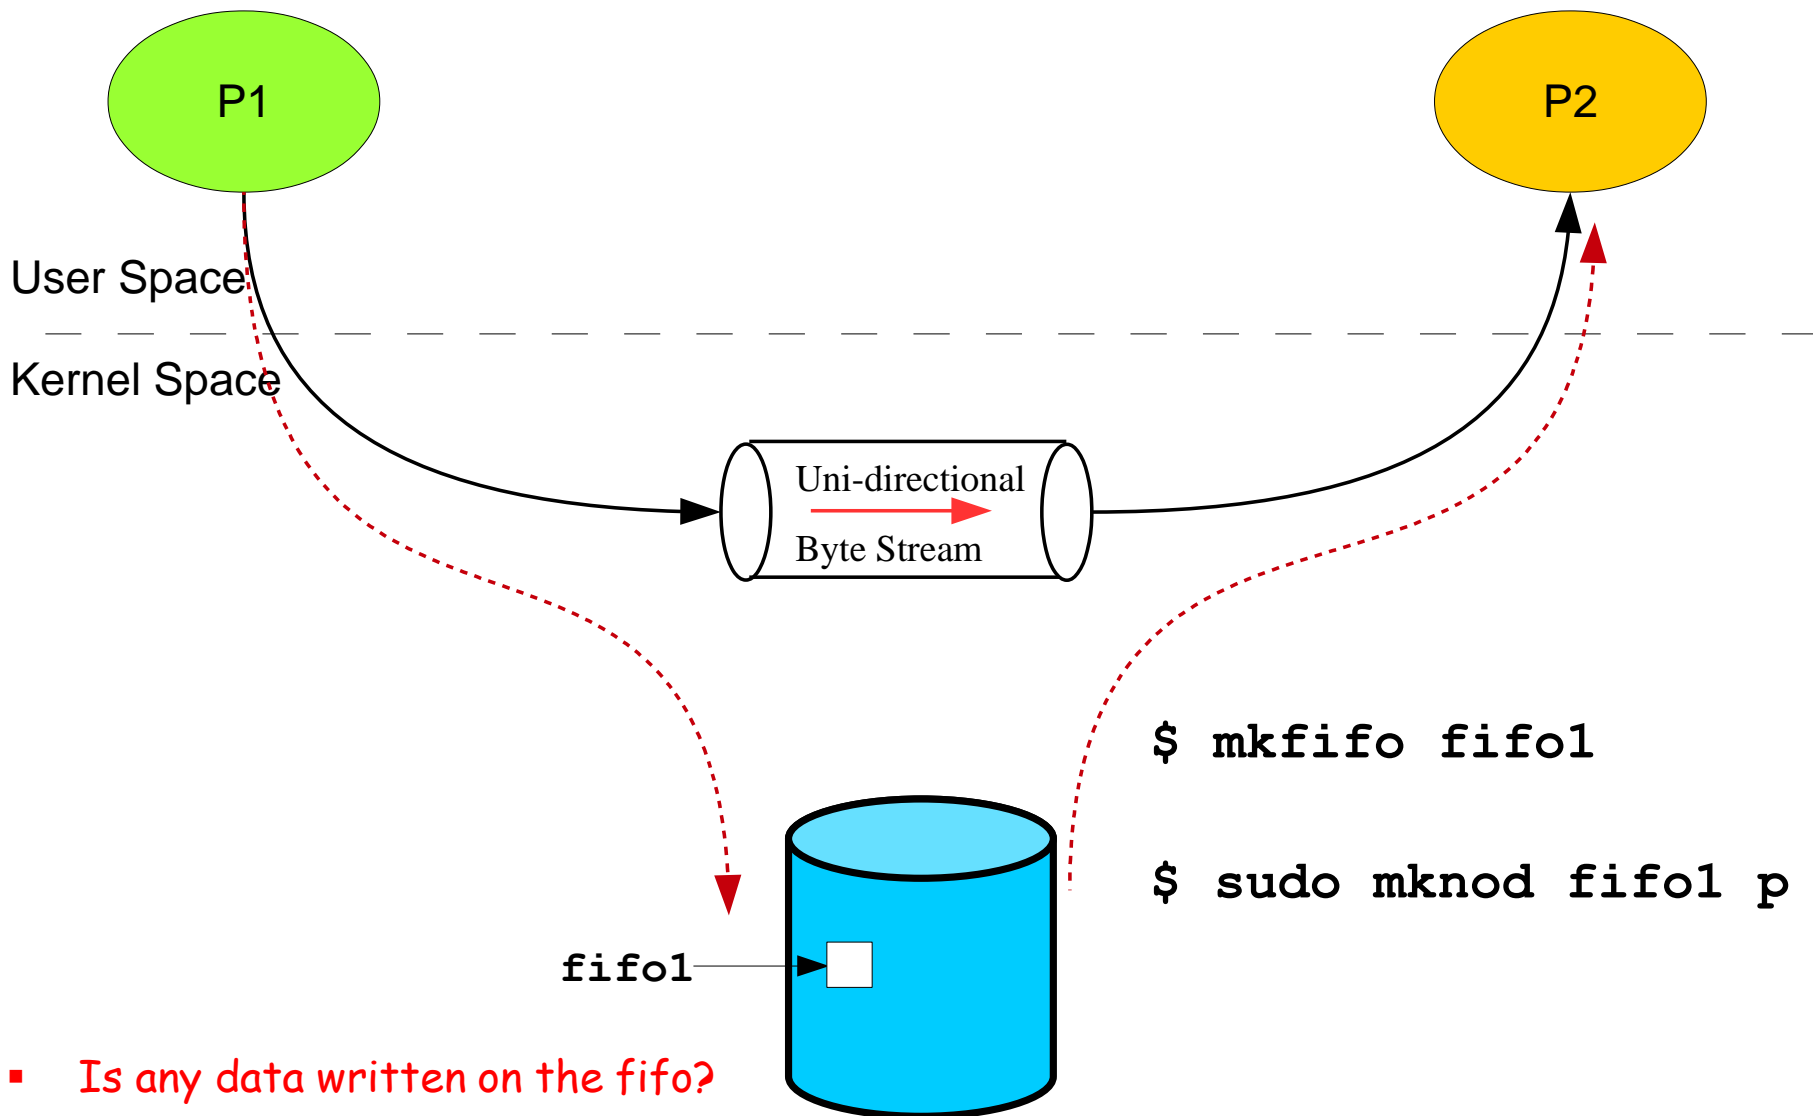 P1
P2
User Space
Kernel Space
Uni-directional
Byte Stream
$ mkfifo fifo1
$ sudo mknod fifo1 p
fifo1
▪ Is any data written on the fifo?